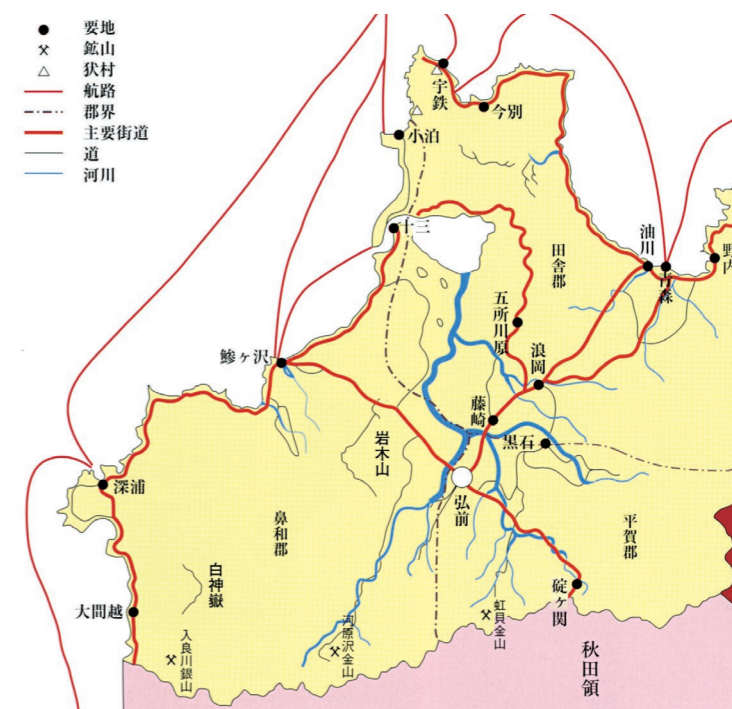 要地
鉱山
狄村
航路
郡界
主要街道
道
河川
宇鉄
今別
小泊
十三
田舎郡
油川
青森
野内
五所川原
浪岡
鰺ヶ沢
藤崎
黒石
岩木山
弘前
深浦
鼻和郡
平賀郡
白神嶽
大間越
碇ヶ関
入良川銀山
河原沢金山
虹貝金山
秋田領